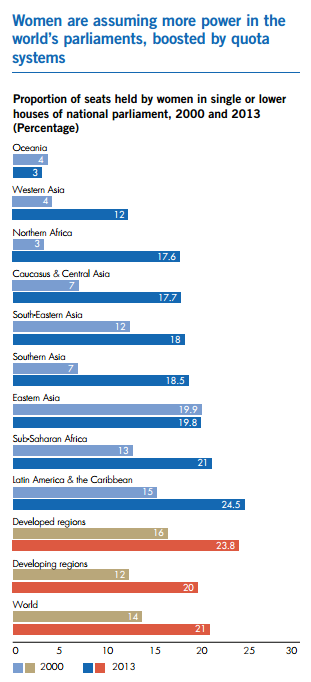 Women are assuming more power in the
world's parliaments, boosted by quota
systems
Proportion of seats held by women in single or lower
houses of national parliament, 2000 and 2013
(Percentage)
Oceania
4
3
Western Asia
4
12
Northern Africa
3
17.6
Caucasus & Central Asia
7
17.7
South-Eastern Asia
12
18
Southern Asia
7
18.5
Eastern Asia
19.9
19.8
Sub-Saharan Africa
13
21
Latin America & the Caribbean
15
24.5
Developed regions
16
23.8
Developing regions
12
20
World
14
21
0 5 10 15 20 25 30
2000 2013